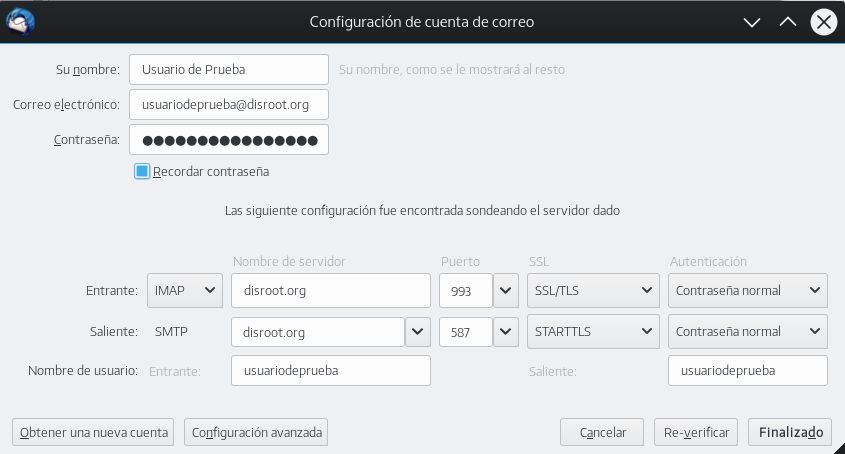 Configuración de cuenta de correo
Su nombre: Usuario de Prueba Su nombre, como se le mostrará al resto
Correo electrónico: usuariodeprueba@disroot.org
Contraseña: ●●●●●●●●●●●●●●●●
Recordar contraseña
Las siguiente configuración fue encontrada sondeando el servidor dado
Nombre de servidor Puerto SSL Autenticación
Entrante: IMAP disroot.org 993 SSL/TLS Contraseña normal
Saliente: SMTP disroot.org 587 STARTTLS Contraseña normal
Nombre de usuario: Entrante: usuariodeprueba Saliente: usuariodeprueba
Obtener una nueva cuenta Configuración avanzada Cancelar Re-verificar Finalizado